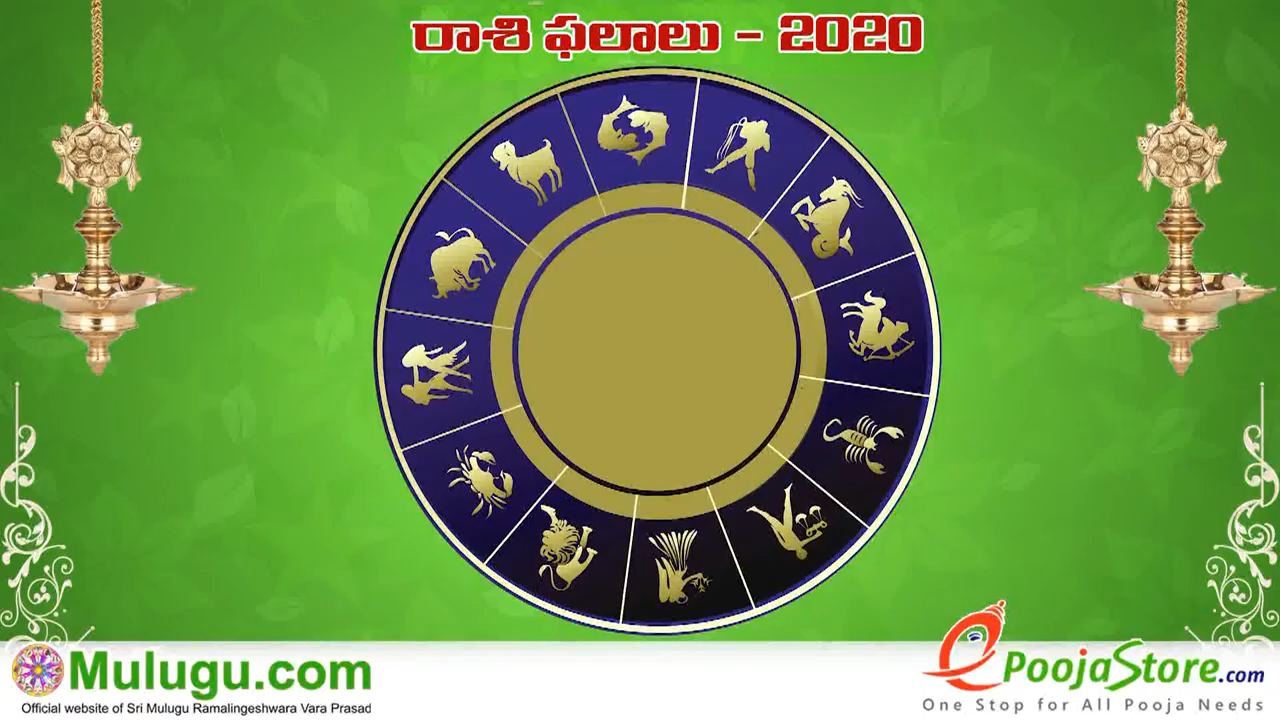 రాశి ఫలాలు - 2020
Mulugu.com
Official website of Sri Mulugu Ramalingeshwara Vara Prasad
ePoojaStore.com
One Stop for All Pooja Needs